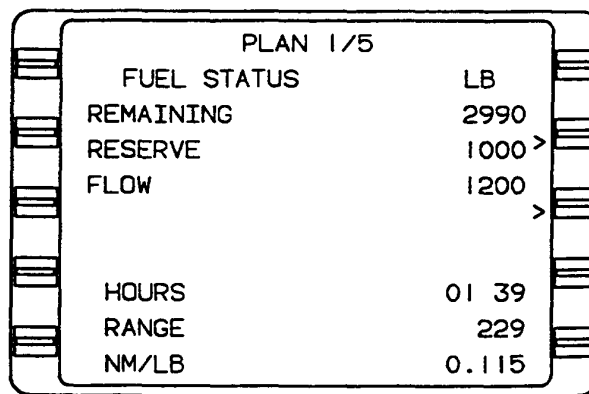 PLAN 1/5
FUEL STATUS LB
REMAINING 2990
RESERVE 1000 >
FLOW 1200
>
HOURS 01 39
RANGE 229
NM/LB 0.115